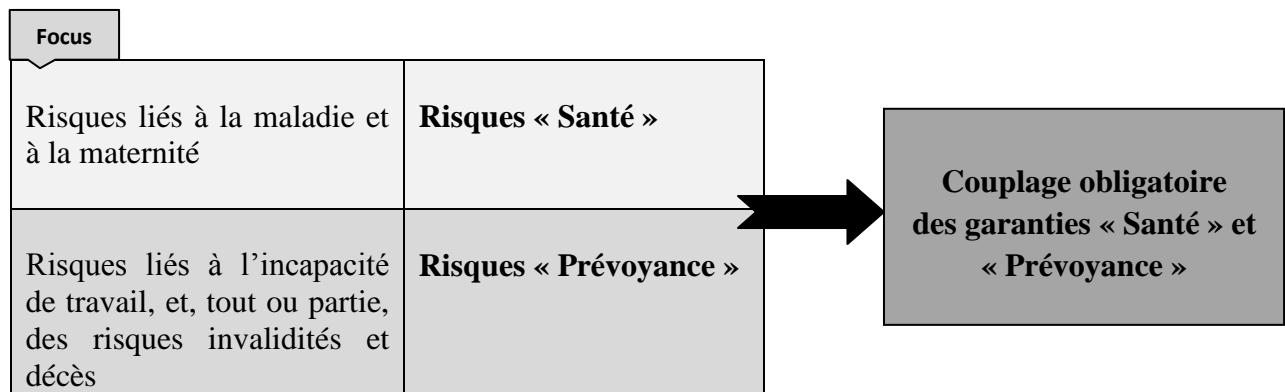 Focus
Risques liés à la maladie et
à la maternité
Risques « Santé »
Risques liés à l’incapacité
de travail, et, tout ou partie,
des risques invalidités et
décès
Risques « Prévoyance »
Couplage obligatoire
des garanties « Santé » et
« Prévoyance »